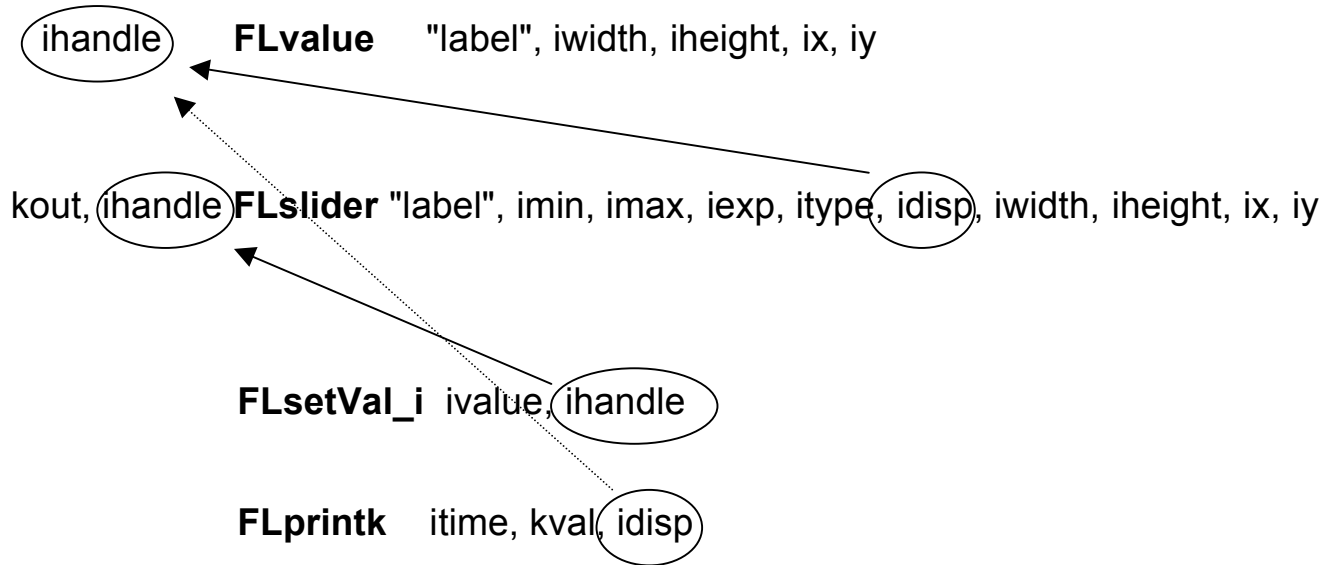 ihandle FLvalue "label", iwidth, iheight, ix, iy
kout, ihandle FLslider "label", imin, imax, iexp, itype, idisp, iwidth, iheight, ix, iy
FLsetVal_i ivalue, ihandle
FLprintk itime, kval, idisp